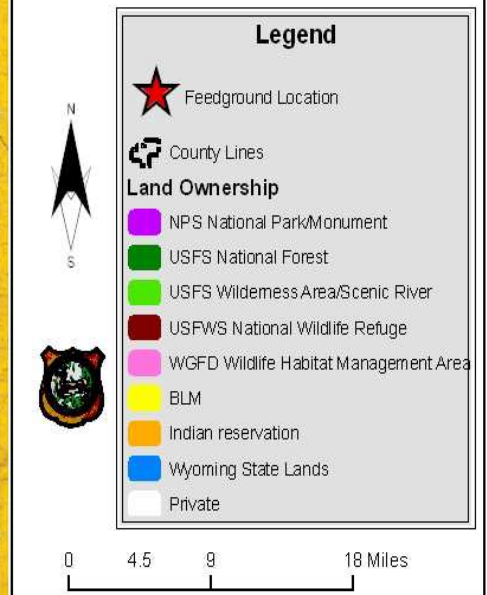 Legend
Feedground Location
County Lines
Land Ownership
NPS National Park/Monument
USFS National Forest
USFS Wilderness Area/Scenic River
USFWS National Wildlife Refuge
WGFD Wildlife Habitat Management Area
BLM
Indian reservation
Wyoming State Lands
Private
N
S
0 4.5 9 18 Miles